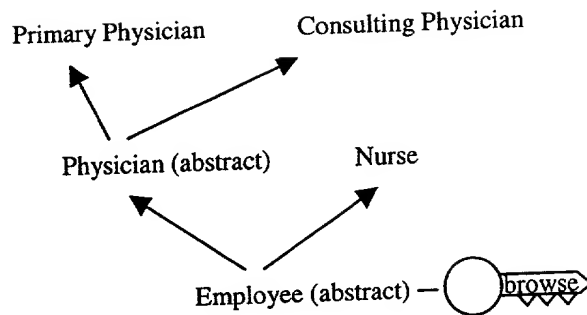 Primary Physician
Consulting Physician
Physician (abstract)
Nurse
Employee (abstract)
browse